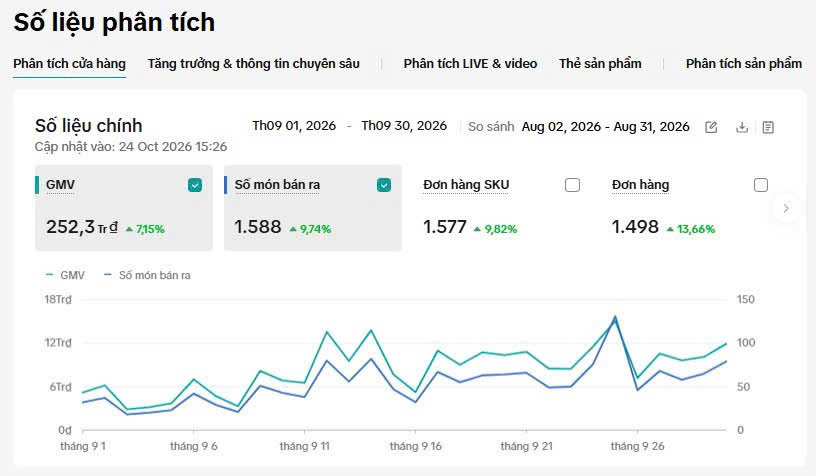 Số liệu phân tích
Phân tích cửa hàng Tăng trưởng & thông tin chuyên sâu Phân tích LIVE & video Thẻ sản phẩm Phân tích sản phẩm
Số liệu chính Th09 01, 2026 - Th09 30, 2026 So sánh Aug 02, 2026 - Aug 31, 2026
Cập nhật vào: 24 Oct 2026 15:26
GMV Số món bán ra Đơn hàng SKU Đơn hàng
252,3 Tr ₫ 7,15% 1.588 9,74% 1.577 9,82% 1.498 13,66%
GMV Số món bán ra
18Tr₫ 150
12Tr₫ 100
6Tr₫ 50
0₫ 0
tháng 9 1 tháng 9 6 tháng 9 11 tháng 9 16 tháng 9 21 tháng 9 26